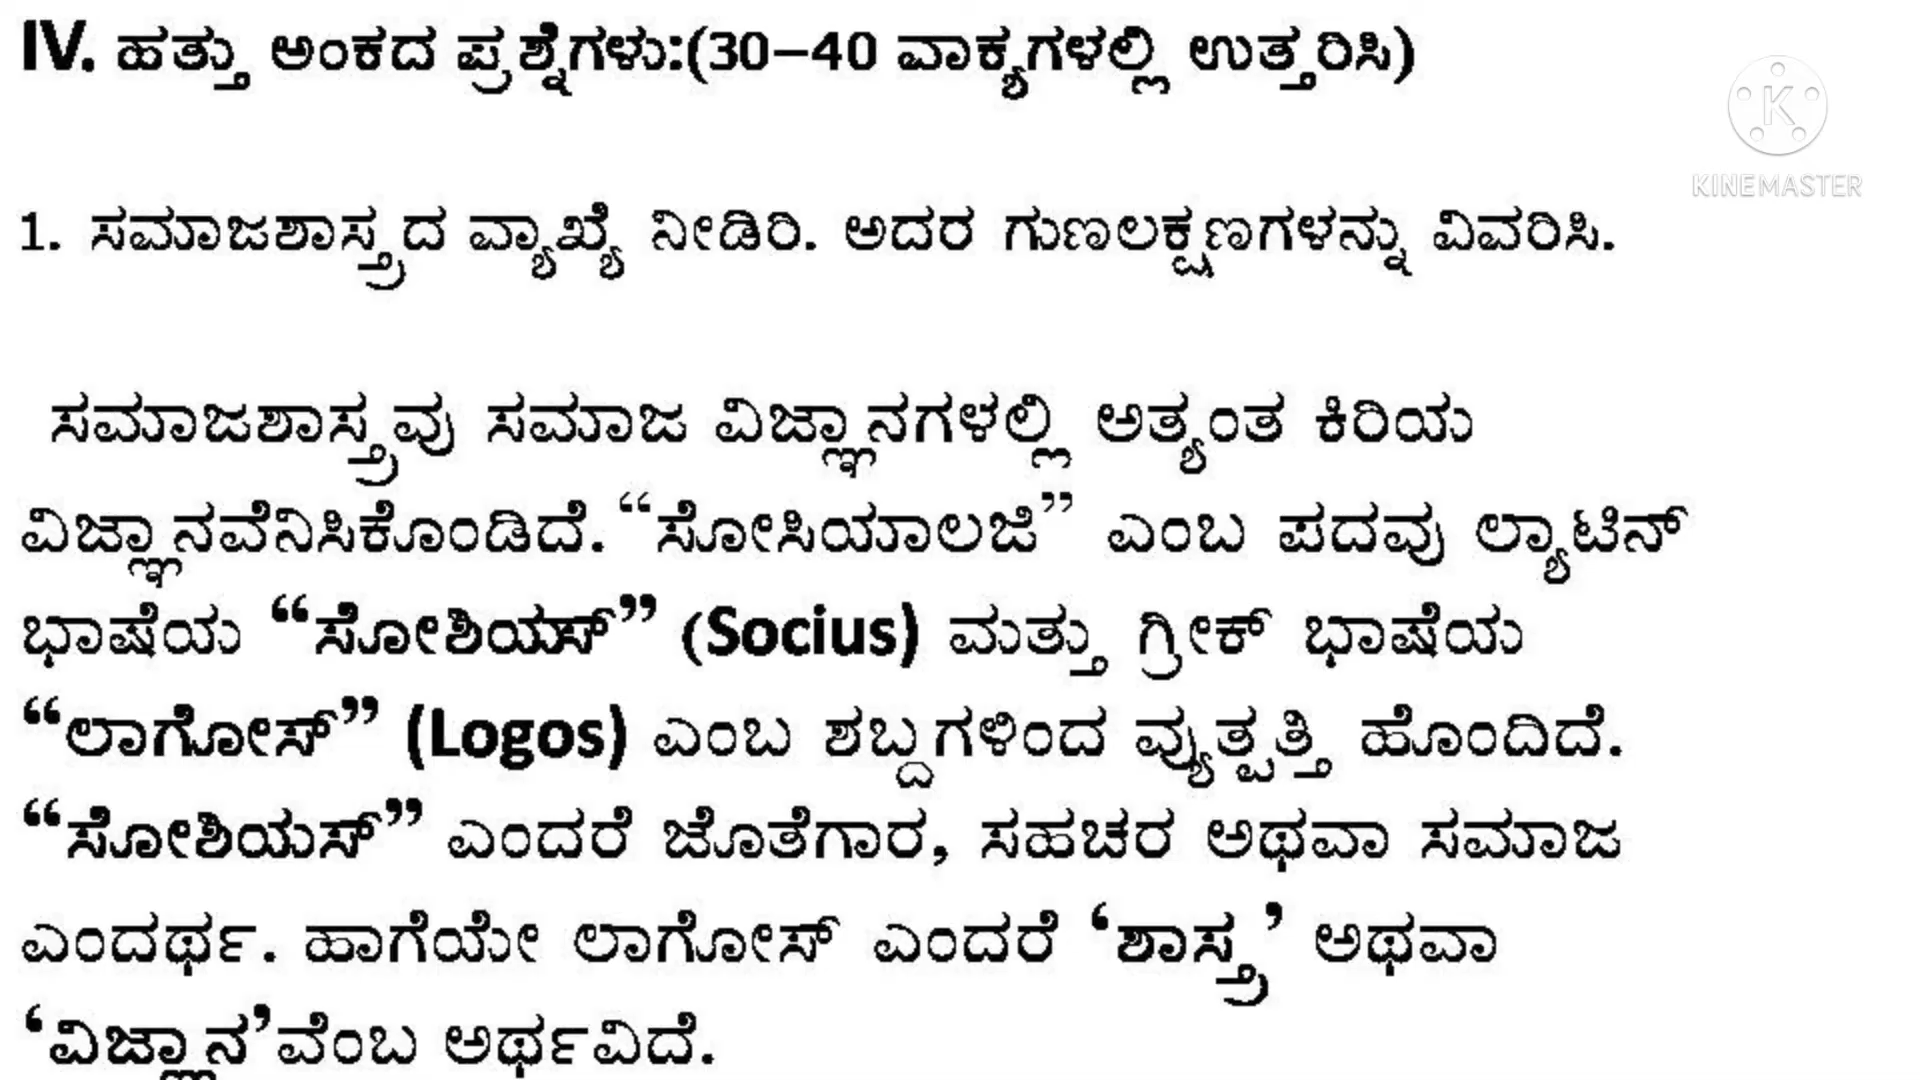 IV. ಹತ್ತು ಅಂಕದ ಪ್ರಶ್ನೆಗಳು:(30–40 ವಾಕ್ಯಗಳಲ್ಲಿ ಉತ್ತರಿಸಿ)
KINEMASTER
1. ಸಮಾಜಶಾಸ್ತ್ರದ ವ್ಯಾಖ್ಯೆ ನೀಡಿರಿ. ಅದರ ಗುಣಲಕ್ಷಣಗಳನ್ನು ವಿವರಿಸಿ.
ಸಮಾಜಶಾಸ್ತ್ರವು ಸಮಾಜ ವಿಜ್ಞಾನಗಳಲ್ಲಿ ಅತ್ಯಂತ ಕಿರಿಯ
ವಿಜ್ಞಾನವೆನಿಸಿಕೊಂಡಿದೆ. “ಸೋಸಿಯಾಲಜಿ” ಎಂಬ ಪದವು ಲ್ಯಾಟಿನ್
ಭಾಷೆಯ “ಸೋಶಿಯಸ್” (Socius) ಮತ್ತು ಗ್ರೀಕ್ ಭಾಷೆಯ
“ಲಾಗೋಸ್” (Logos) ಎಂಬ ಶಬ್ದಗಳಿಂದ ವ್ಯುತ್ಪತ್ತಿ ಹೊಂದಿದೆ.
“ಸೋಶಿಯಸ್” ಎಂದರೆ ಜೊತೆಗಾರ, ಸಹಚರ ಅಥವಾ ಸಮಾಜ
ಎಂದರ್ಥ. ಹಾಗೆಯೇ ಲಾಗೋಸ್ ಎಂದರೆ ‘ಶಾಸ್ತ್ರ’ ಅಥವಾ
‘ವಿಜ್ಞಾನ’ವೆಂಬ ಅರ್ಥವಿದೆ.